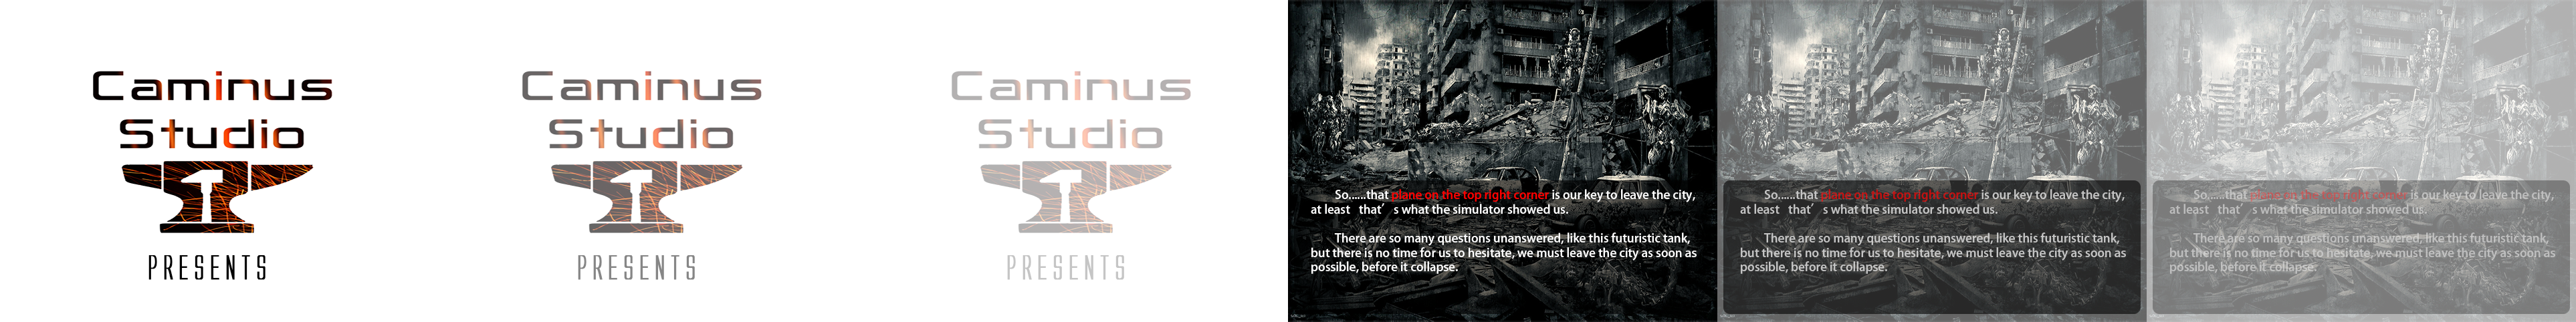 Caminus
Studio
PRESENTS
Caminus
Studio
PRESENTS
Caminus
Studio
PRESENTS
So......that plane on the top right corner is our key to leave the city,
at least that’s what the simulator showed us.
There are so many questions unanswered, like this futuristic tank,
but there is no time for us to hesitate, we must leave the city as soon as
possible, before it collapse.
So......that plane on the top right corner is our key to leave the city,
at least that’s what the simulator showed us.
There are so many questions unanswered, like this futuristic tank,
but there is no time for us to hesitate, we must leave the city as soon as
possible, before it collapse.
So......that plane on the top right corner is our key to leave the city,
at least that’s what the simulator showed us.
There are so many questions unanswered, like this futuristic tank,
but there is no time for us to hesitate, we must leave the city as soon as
possible, before it collapse.